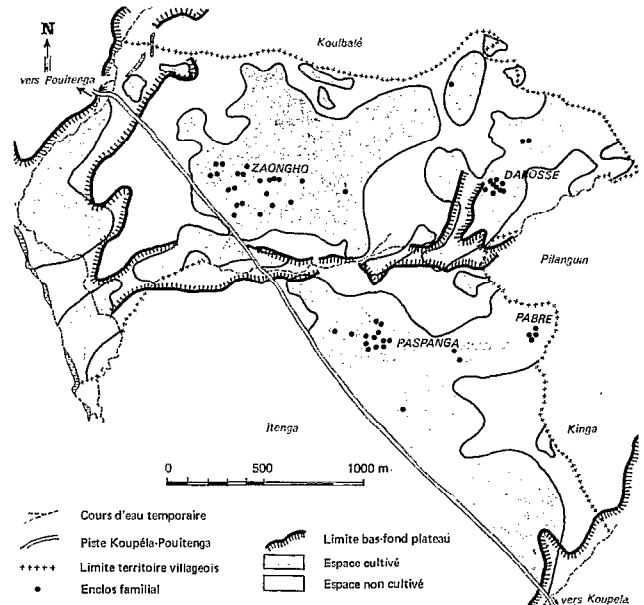 N
Koulbalé
vers Pouitenga
ZAONGHO
DAROSSE
Pilanguin
PABRE
PASPANGA
Itenga
Kinga
0 500 1000 m
Cours d'eau temporaire
Piste Koupéla-Pouitenga
Limite territoire villageois
Enclos familial
Limite bas-fond plateau
Espace cultivé
Espace non cultivé
vers Koupela